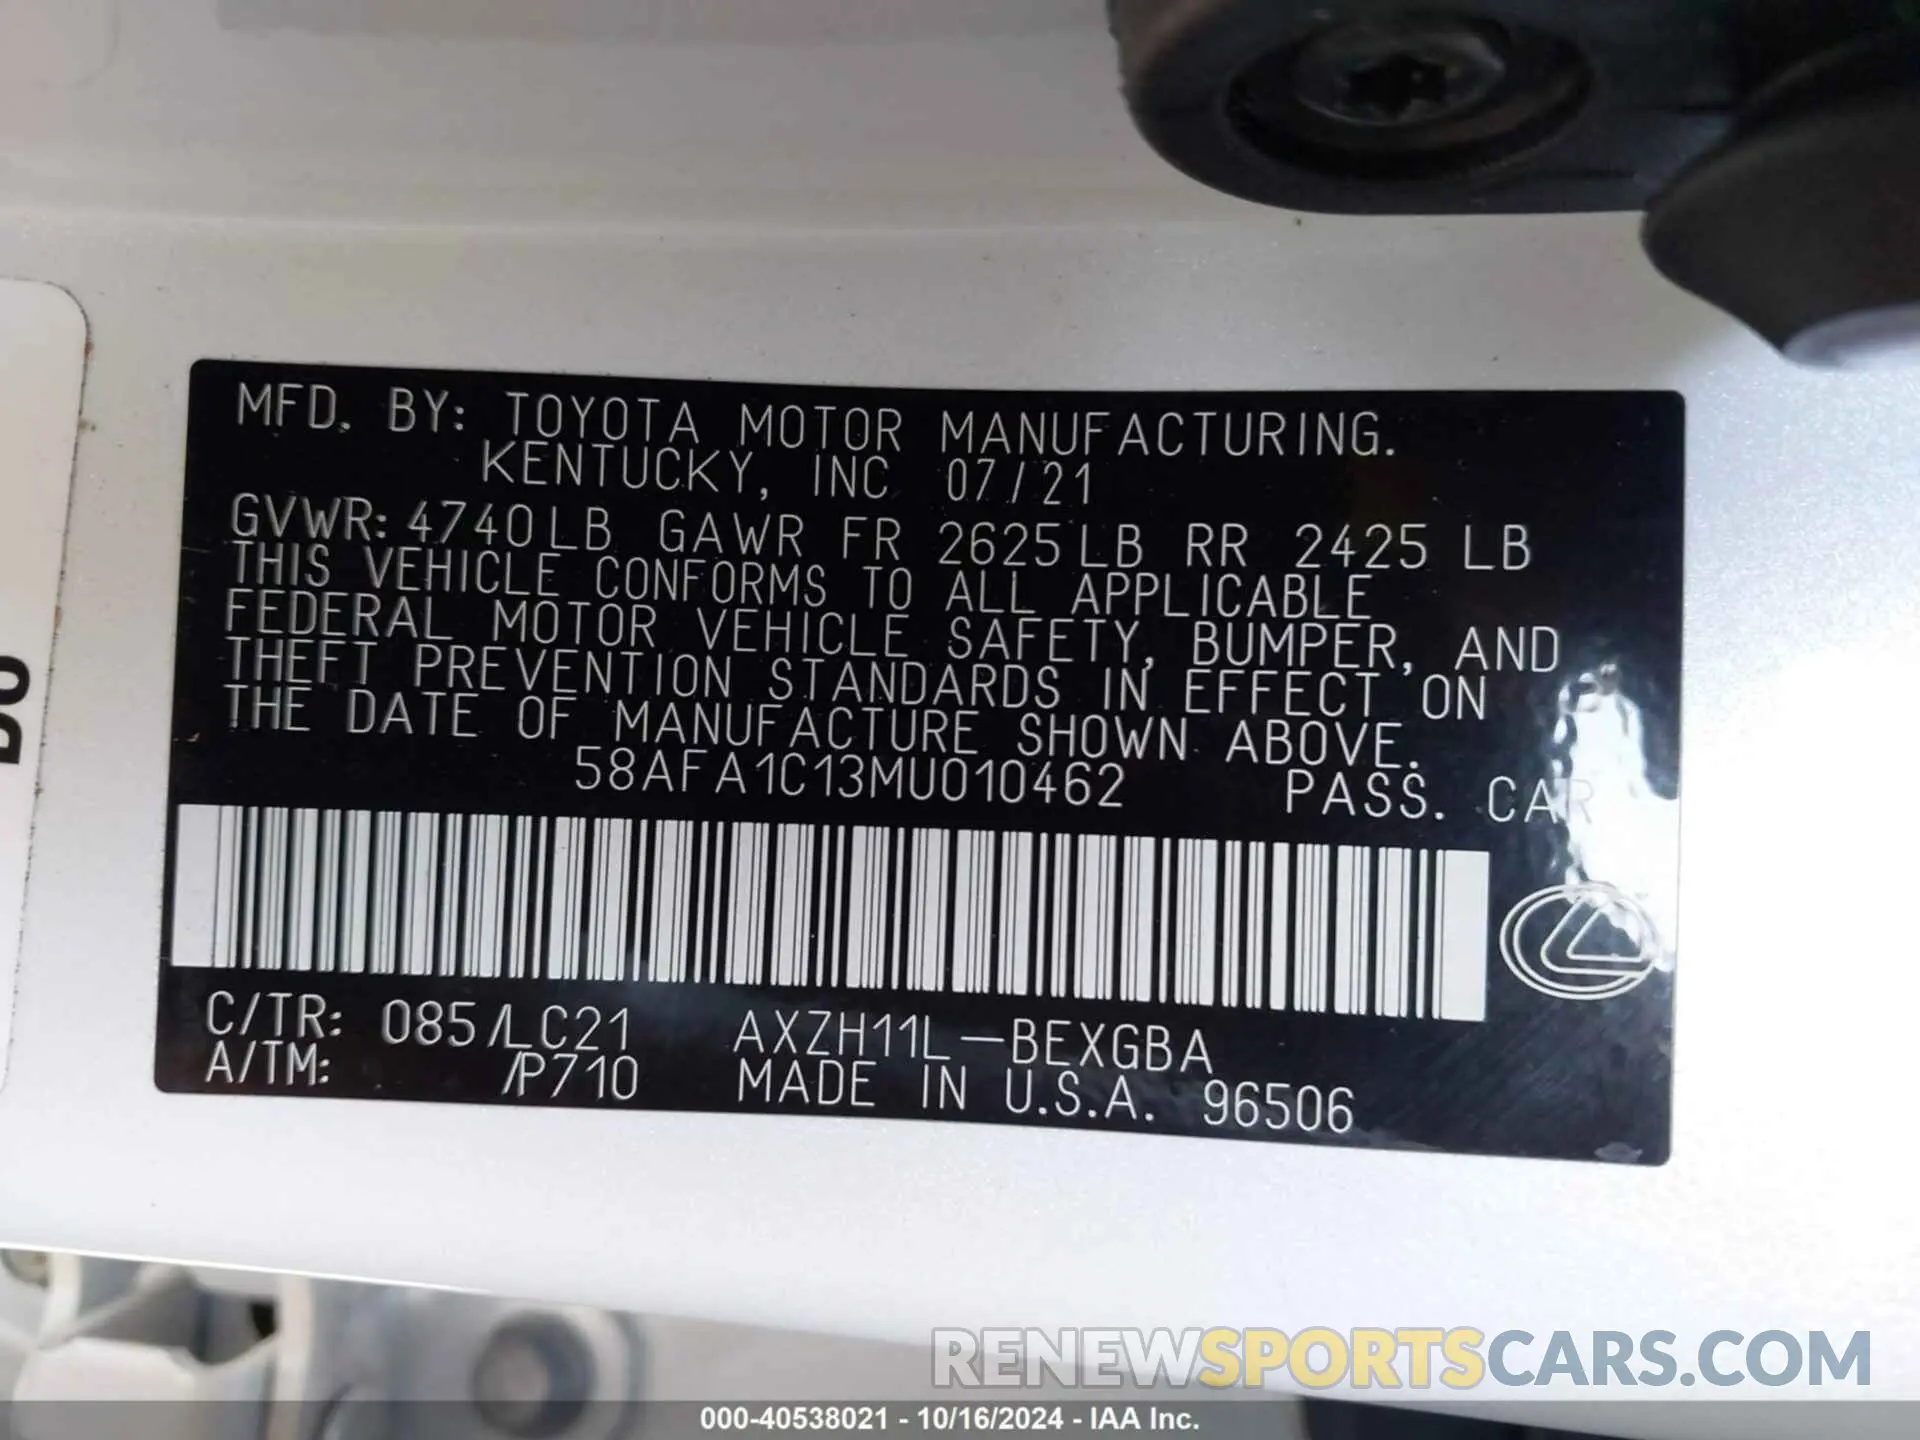 MFD. BY: TOYOTA MOTOR MANUFACTURING.
KENTUCKY, INC 07/21
GVWR: 4740LB GAWR FR 2625LB RR 2425 LB
THIS VEHICLE CONFORMS TO ALL APPLICABLE
FEDERAL MOTOR VEHICLE SAFETY, BUMPER, AND
THEFT PREVENTION STANDARDS IN EFFECT ON
THE DATE OF MANUFACTURE SHOWN ABOVE.
58AFA1C13MU010462 PASS. CAR
C/TR: 085/LC21 AXZH11L-BEXGBA
A/TM: /P710 MADE IN U.S.A. 96506
RENEWSPORTSCARS.COM
000-40538021 - 10/16/2024 - IAA Inc.